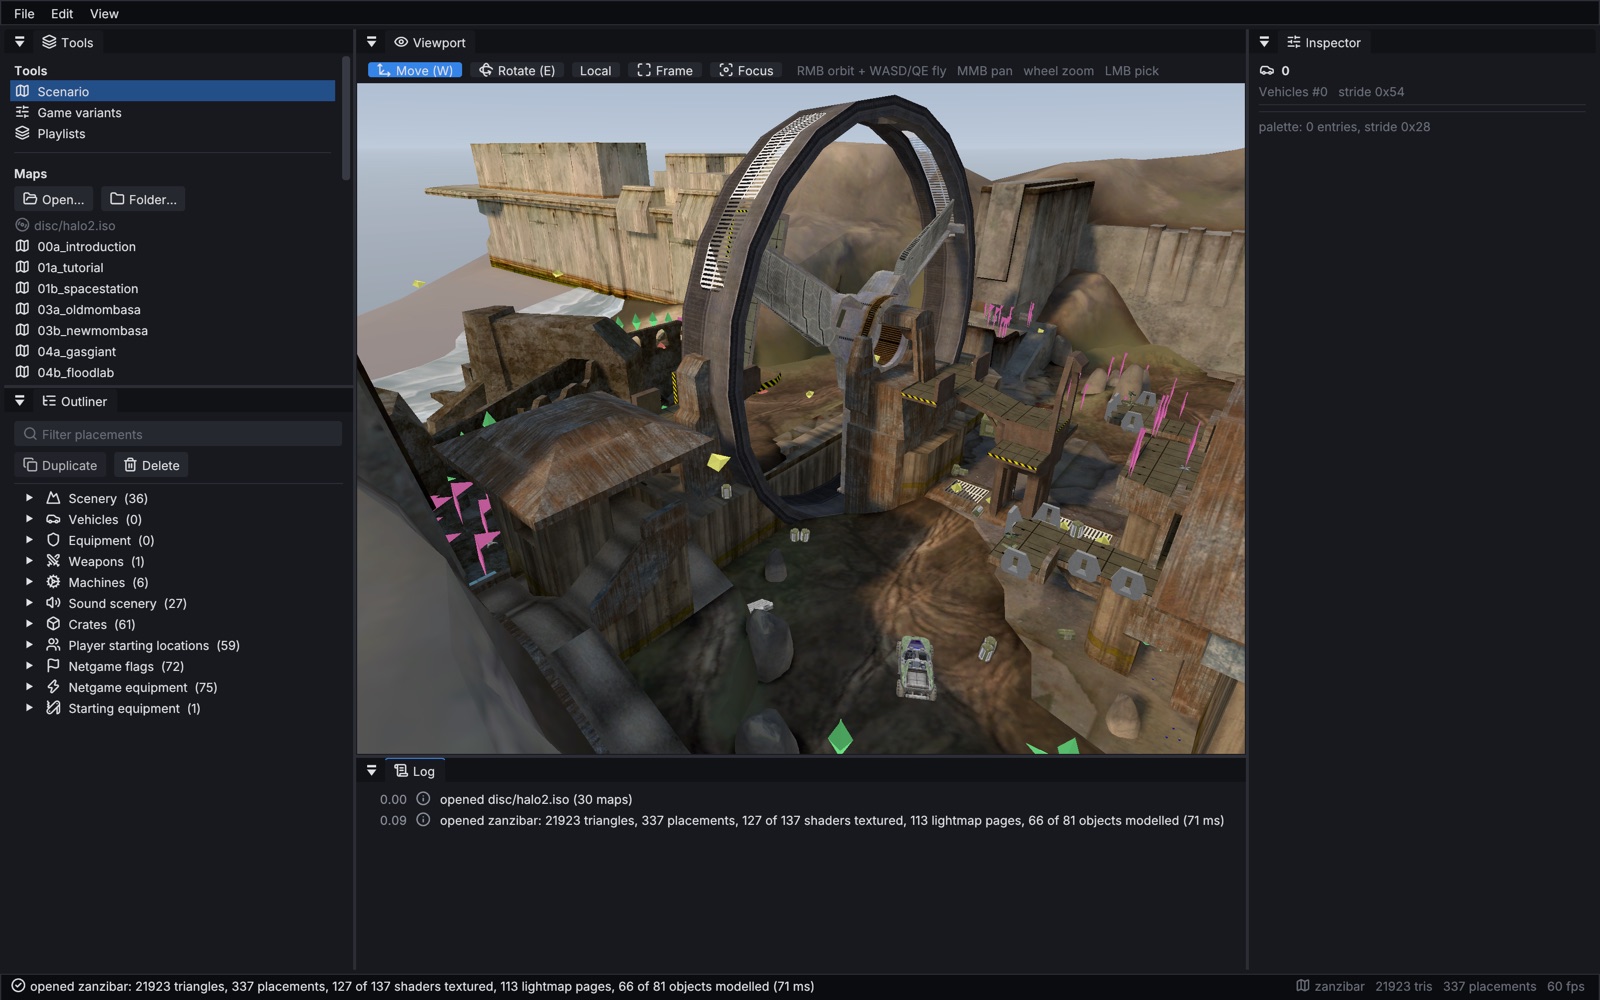 File Edit View
Tools
Tools
Scenario
Game variants
Playlists
Maps
Open... Folder...
disc/halo2.iso
00a_introduction
01a_tutorial
01b_spacestation
03a_oldmombasa
03b_newmombasa
04a_gasgiant
04b_floodlab
Outliner
Filter placements
Duplicate Delete
Scenery (36)
Vehicles (0)
Equipment (0)
Weapons (1)
Machines (6)
Sound scenery (27)
Crates (61)
Player starting locations (59)
Netgame flags (72)
Netgame equipment (75)
Starting equipment (1)
Viewport
Move (W) Rotate (E) Local Frame Focus RMB orbit + WASD/QE fly MMB pan wheel zoom LMB pick
Log
0.00 opened disc/halo2.iso (30 maps)
0.09 opened zanzibar: 21923 triangles, 337 placements, 127 of 137 shaders textured, 113 lightmap pages, 66 of 81 objects modelled (71 ms)
Inspector
0
Vehicles #0 stride 0x54
palette: 0 entries, stride 0x28
opened zanzibar: 21923 triangles, 337 placements, 127 of 137 shaders textured, 113 lightmap pages, 66 of 81 objects modelled (71 ms)
zanzibar 21923 tris 337 placements 60 fps